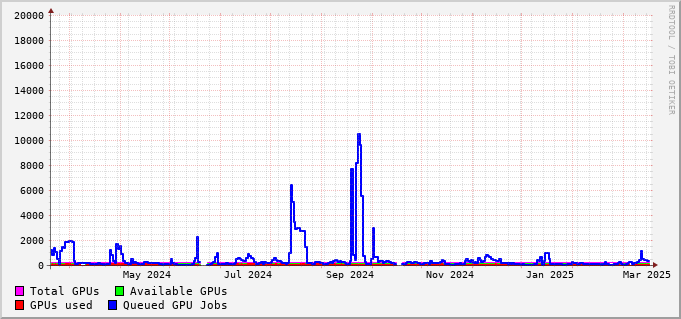 20000
18000
16000
14000
12000
10000
8000
6000
4000
2000
0
May 2024 Jul 2024 Sep 2024 Nov 2024 Jan 2025 Mar 2025
Total GPUs Available GPUs
GPUs used Queued GPU Jobs
RRDTOOL / TOBI OETIKER